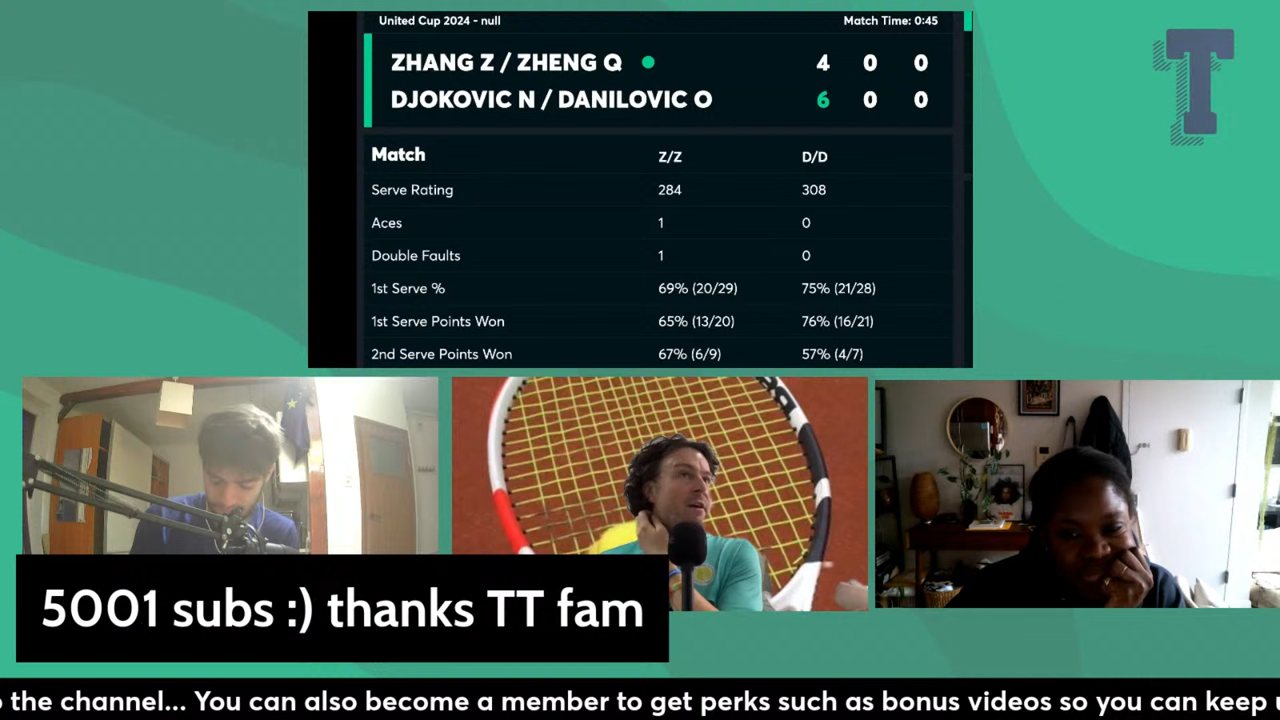 United Cup 2024 - null Match Time: 0:45
ZHANG Z / ZHENG Q 4 0 0
DJOKOVIC N / DANILOVIC O 6 0 0
Match Z/Z D/D
Serve Rating 284 308
Aces 1 0
Double Faults 1 0
1st Serve % 69% (20/29) 75% (21/28)
1st Serve Points Won 65% (13/20) 76% (16/21)
2nd Serve Points Won 67% (6/9) 57% (4/7)
T
5001 subs :) thanks TT fam
the channel... You can also become a member to get perks such as bonus videos so you can keep